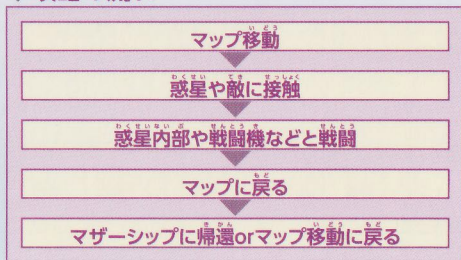 マップ移動
惑星や敵に接触
惑星内部や戦闘機などと戦闘
マップに戻る
マザーシップに帰還orマップ移動に戻る